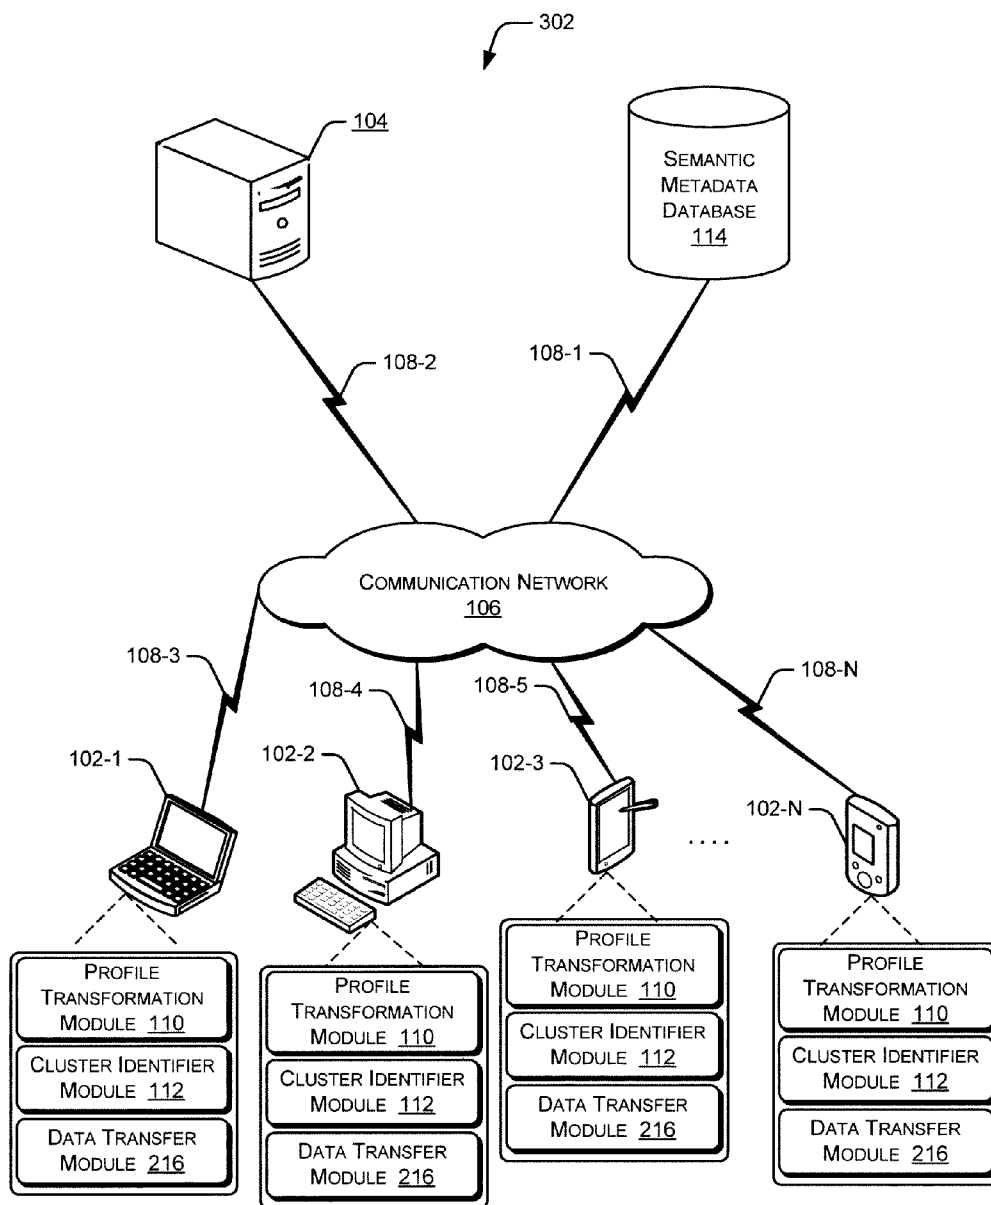 302
104
SEMANTIC
METADATA
DATABASE
114
108-2
108-1
COMMUNICATION NETWORK
106
108-3
108-4
108-5
108-N
102-1
102-2
102-3
102-N
....
PROFILE
TRANSFORMATION
MODULE 110
CLUSTER IDENTIFIER
MODULE 112
DATA TRANSFER
MODULE 216
PROFILE
TRANSFORMATION
MODULE 110
CLUSTER IDENTIFIER
MODULE 112
DATA TRANSFER
MODULE 216
PROFILE
TRANSFORMATION
MODULE 110
CLUSTER IDENTIFIER
MODULE 112
DATA TRANSFER
MODULE 216
PROFILE
TRANSFORMATION
MODULE 110
CLUSTER IDENTIFIER
MODULE 112
DATA TRANSFER
MODULE 216